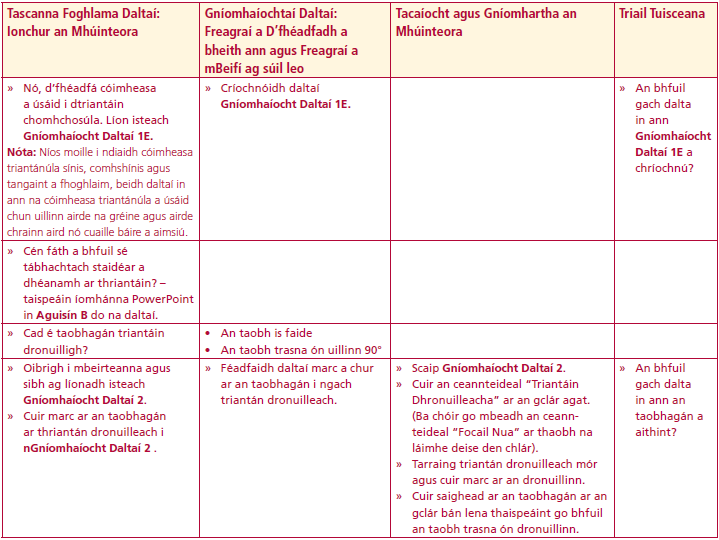 Tascanna Foghlama Daltaí:
Ionchur an Mhúinteora
Gníomhaíochtaí Daltaí:
Freagraí a D'fhéadfadh a
bheith ann agus Freagraí a
mBeifí ag súil leo
Tacaíocht agus Gníomhartha an
Mhúinteora
Triail Tuisceana
» Nó, d'fhéadfá cóimheasa
a úsáid i dtriantáin
chomhchosúla. Líon isteach
Gníomhaíocht Daltaí 1E.
Nóta: Níos moille i ndiaidh cóimheasa
triantánúla sínis, comhshínis agus
tangaint a fhoghlaim, beidh daltaí in
ann na cóimheasa triantánula a úsáid
chun uillinn airde na gréine agus airde
chrainn aird nó cuaille báire a aimsiú.
» Críochnóidh daltaí
Gníomhaíocht Daltaí 1E.
» An bhfuil
gach dalta
in ann
Gníomhaíocht
Daltaí 1E a
chríochnú?
» Cén fáth a bhfuil sé
tábhachtach staidéar a
dhéanamh ar thriantáin? –
taispeáin íomhánna PowerPoint
in Aguisín B do na daltaí.
» Cad é taobhagán triantáin
dronuilligh?
• An taobh is faide
• An taobh trasna ón uillinn 90°
» Oibrigh i mbeirteanna agus
sibh ag líonadh isteach
Gníomhaíocht Daltaí 2.
» Cuir marc ar an taobhagán
ar thriantán dronuilleach i
nGníomhaíocht Daltaí 2 .
» Féadfaidh daltaí marc a chur
ar an taobhagán i ngach
triantán dronuilleach.
» Scaip Gníomhaíocht Daltaí 2.
» Cuir an ceannteideal “Triantáin
Dhronuilleacha” ar an gclár agat.
(Ba chóir go mbeadh an ceann-
teideal “Focail Nua” ar thaobh na
láimhe deise den chlár).
» Tarraing triantán dronuilleach mór
agus cuir marc ar an dronuillinn.
» Cuir saighead ar an taobhagán ar an
gclár bán lena thaispeáint go bhfuil
an taobh trasna ón dronuillinn.
» An bhfuil
gach dalta
in ann an
taobhagán a
aithint?